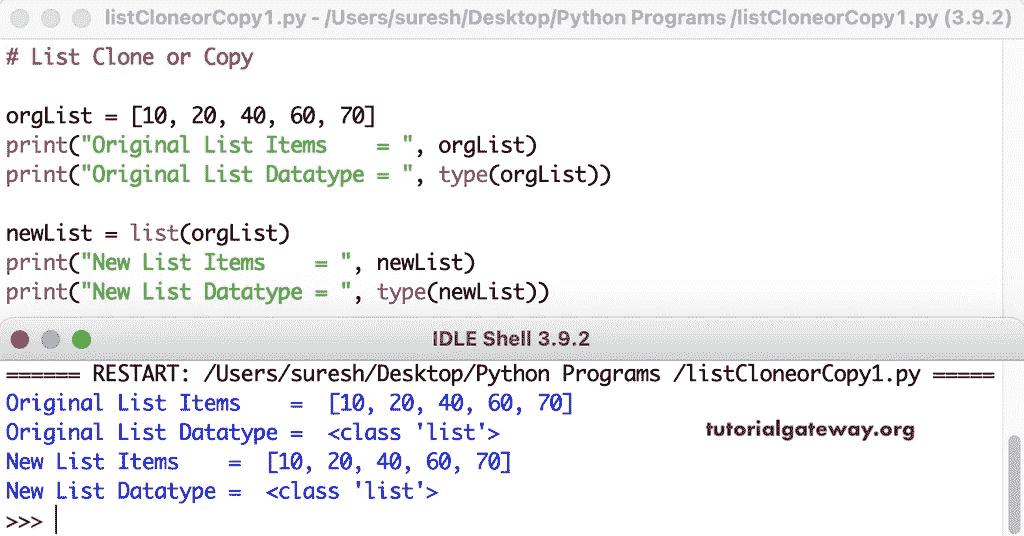 listCloneorCopy1.py - /Users/suresh/Desktop/Python Programs /listCloneorCopy1.py (3.9.2)
# List Clone or Copy
orgList = [10, 20, 40, 60, 70]
print("Original List Items    = ", orgList)
print("Original List Datatype = ", type(orgList))
newList = list(orgList)
print("New List Items    = ", newList)
print("New List Datatype = ", type(newList))
IDLE Shell 3.9.2
====== RESTART: /Users/suresh/Desktop/Python Programs /listCloneorCopy1.py =====
Original List Items    =  [10, 20, 40, 60, 70]
Original List Datatype =  <class 'list'>
tutorialgateway.org
New List Items    =  [10, 20, 40, 60, 70]
New List Datatype =  <class 'list'>
>>>